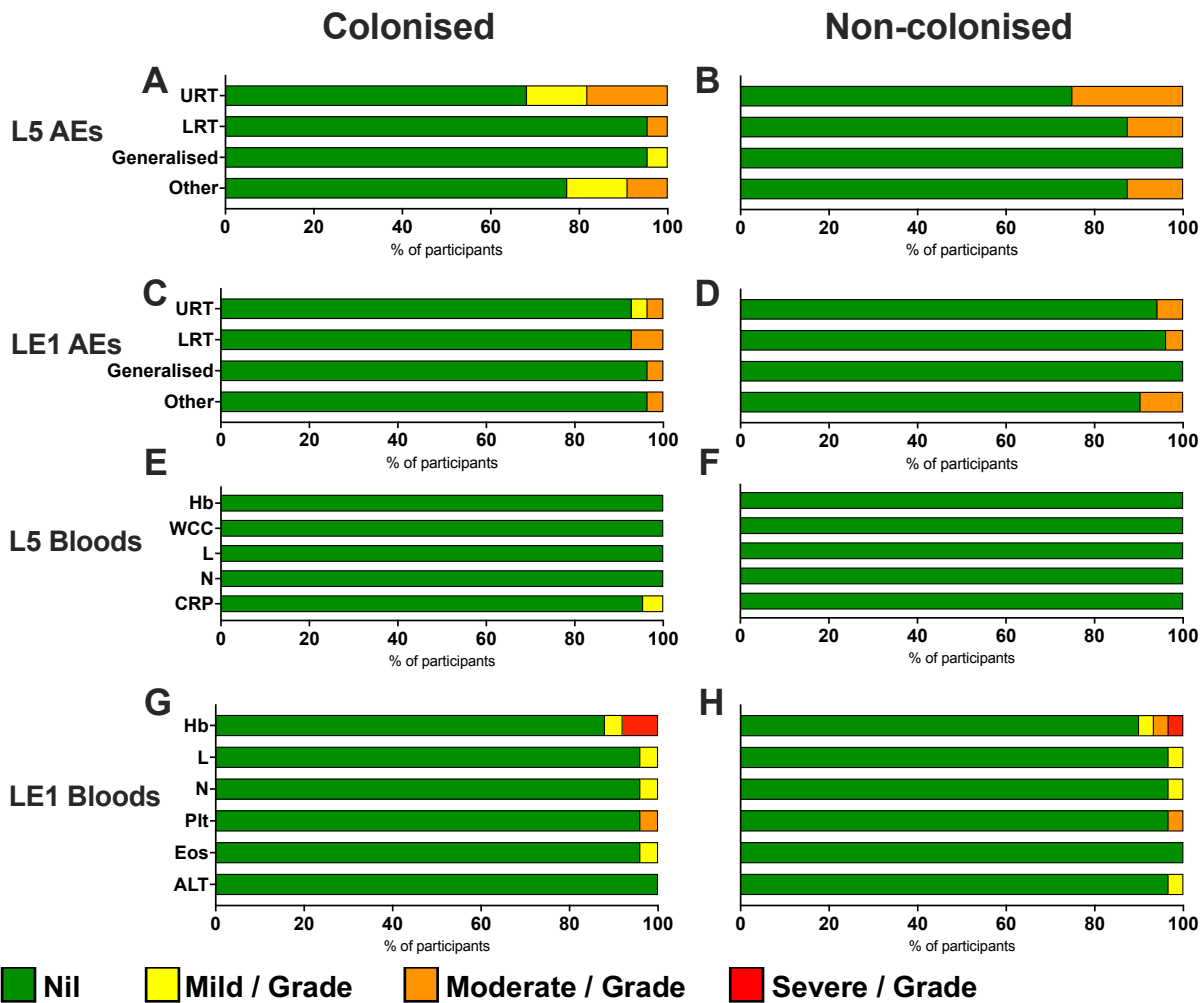 Colonised Non-colonised
A B
L5 AEs
URT
LRT
Generalised
Other
0 20 40 60 80 100 0 20 40 60 80 100
% of participants % of participants
C D
LE1 AEs
URT
LRT
Generalised
Other
0 20 40 60 80 100 0 20 40 60 80 100
% of participants % of participants
E F
L5 Bloods
Hb
WCC
L
N
CRP
0 20 40 60 80 100 0 20 40 60 80 100
% of participants % of participants
G H
LE1 Bloods
Hb
L
N
Plt
Eos
ALT
0 20 40 60 80 100 0 20 40 60 80 100
% of participants % of participants
Nil Mild / Grade Moderate / Grade Severe / Grade